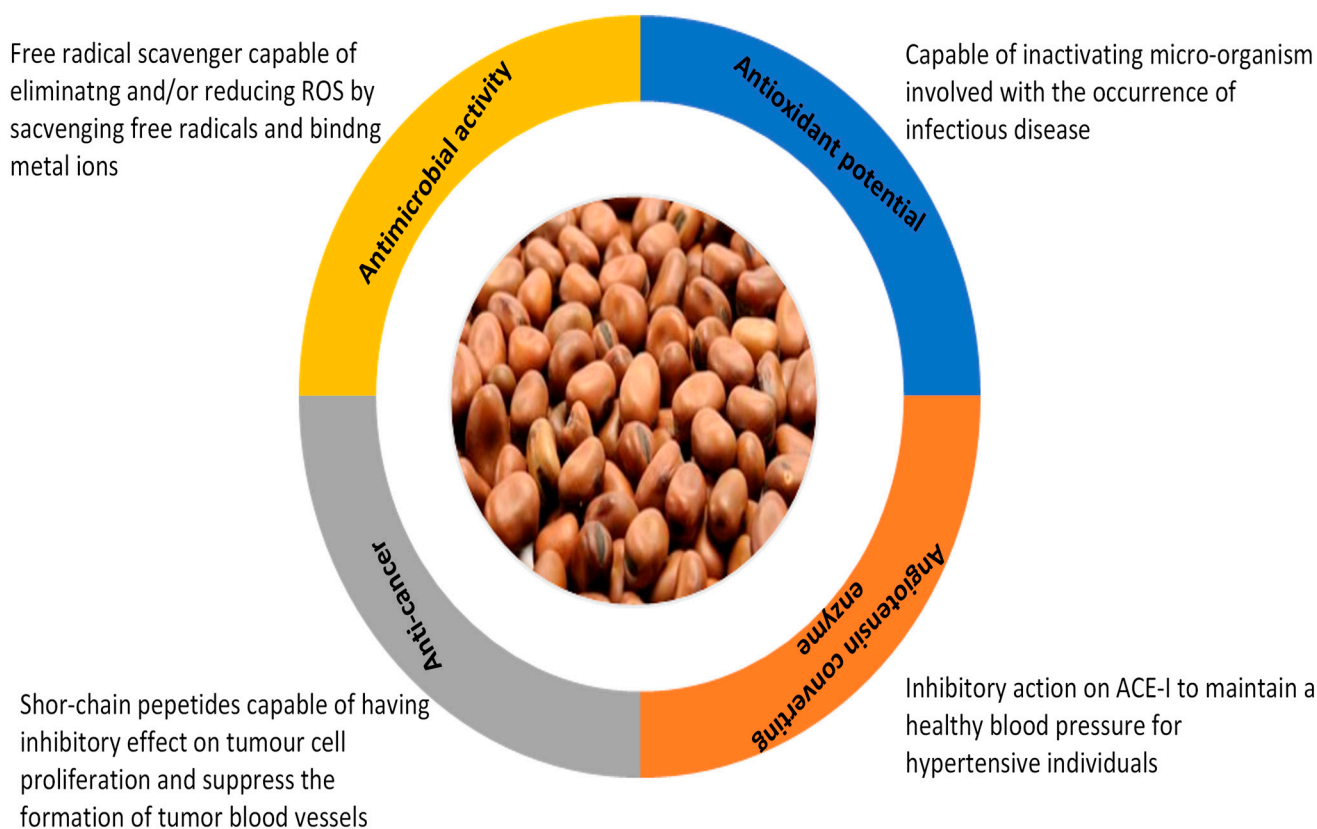 Free radical scavenger capable of
eliminatng and/or reducing ROS by
sacvenging free radicals and bindng
metal ions
Antimicrobial activity
Antioxidant potential
Capable of inactivating micro-organism
involved with the occurrence of
infectious disease
Anti-cancer
Shor-chain pepetides capable of having
inhibitory effect on tumour cell
proliferation and suppress the
formation of tumor blood vessels
Angiotensin converting
enzyme
Inhibitory action on ACE-I to maintain a
healthy blood pressure for
hypertensive individuals